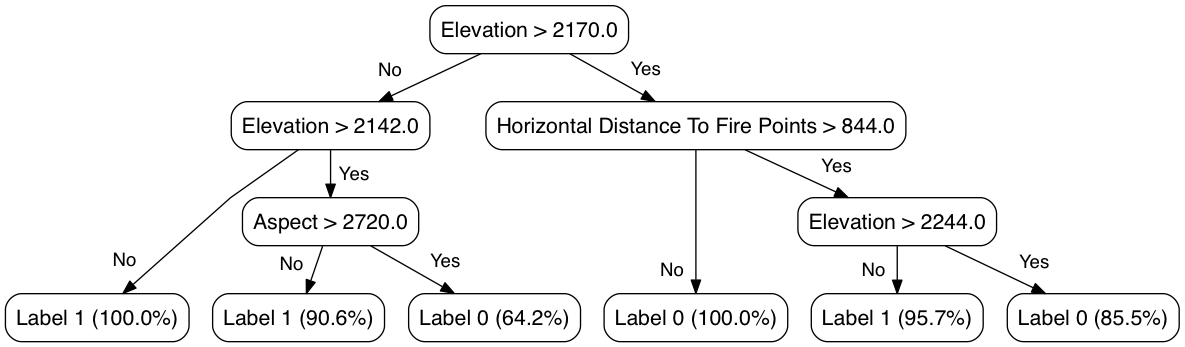 Elevation > 2170.0
No
Yes
Elevation > 2142.0
Horizontal Distance To Fire Points > 844.0
Yes
Yes
Aspect > 2720.0
Elevation > 2244.0
No
No
Yes
No
No
Yes
Label 1 (100.0%)
Label 1 (90.6%)
Label 0 (64.2%)
Label 0 (100.0%)
Label 1 (95.7%)
Label 0 (85.5%)